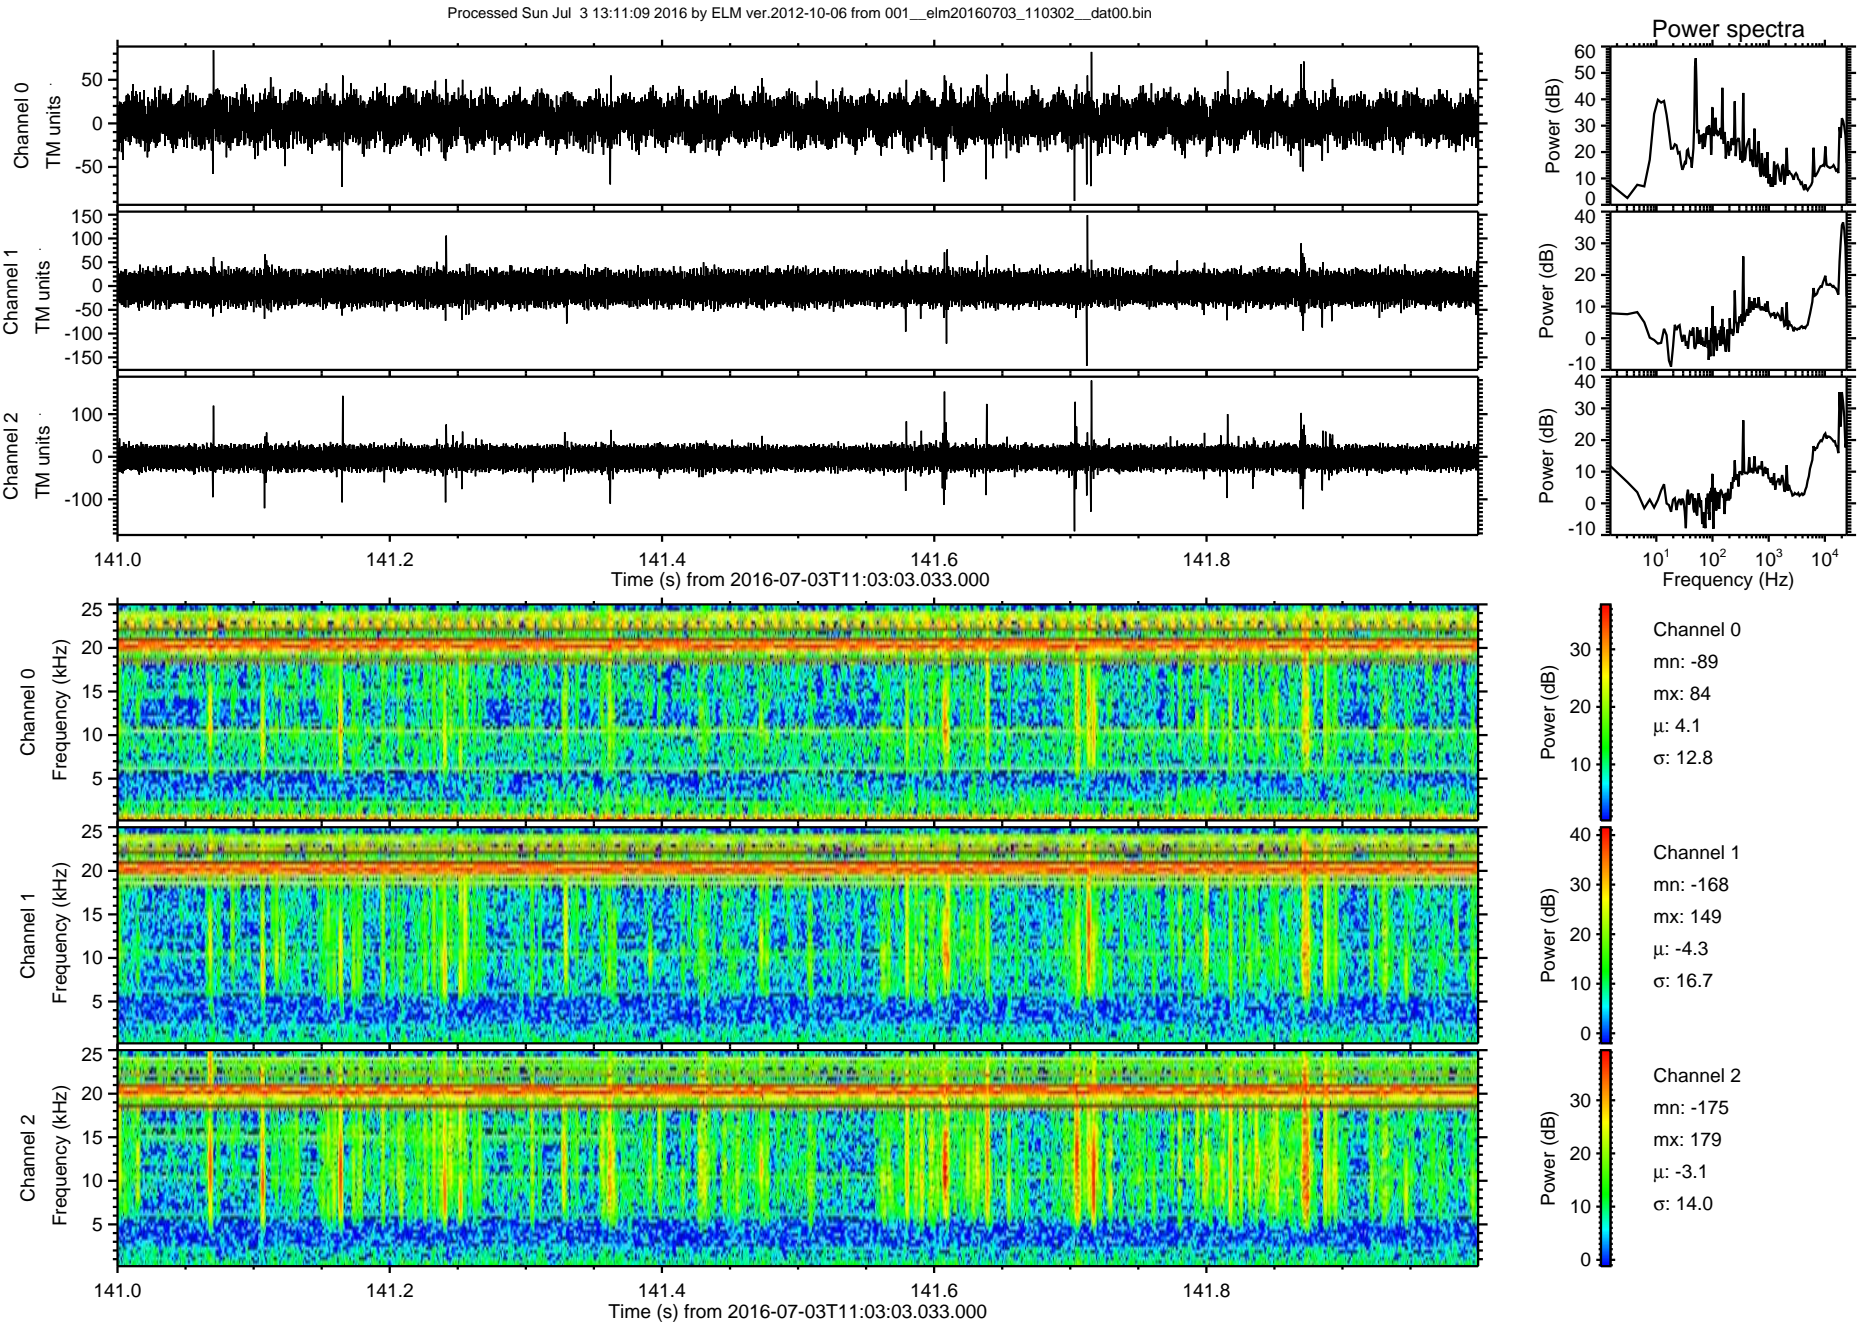 Processed Sun Jul  3 13:11:09 2016 by ELM ver.2012-10-06 from 001__elm20160703_110302__dat00.bin
Power spectra
Channel 0
TM units
50
0
-50
Power (dB)
60
50
40
30
20
10
0
Channel 1
TM units
150
100
50
0
-50
-100
-150
Power (dB)
40
30
20
10
0
-10
Channel 2
TM units
100
0
-100
Power (dB)
40
30
20
10
0
-10
141.0
141.2
141.4
141.6
141.8
Time (s) from 2016-07-03T11:03:03.033.000
10¹
10²
10³
10⁴
Frequency (Hz)
Channel 0
Frequency (kHz)
25
20
15
10
5
Power (dB)
30
20
10
Channel 0
mn: -89
mx: 84
μ: 4.1
σ: 12.8
Channel 1
Frequency (kHz)
25
20
15
10
5
Power (dB)
40
30
20
10
0
Channel 1
mn: -168
mx: 149
μ: -4.3
σ: 16.7
Channel 2
Frequency (kHz)
25
20
15
10
5
Power (dB)
30
20
10
0
Channel 2
mn: -175
mx: 179
μ: -3.1
σ: 14.0
141.0
141.2
141.4
141.6
141.8
Time (s) from 2016-07-03T11:03:03.033.000